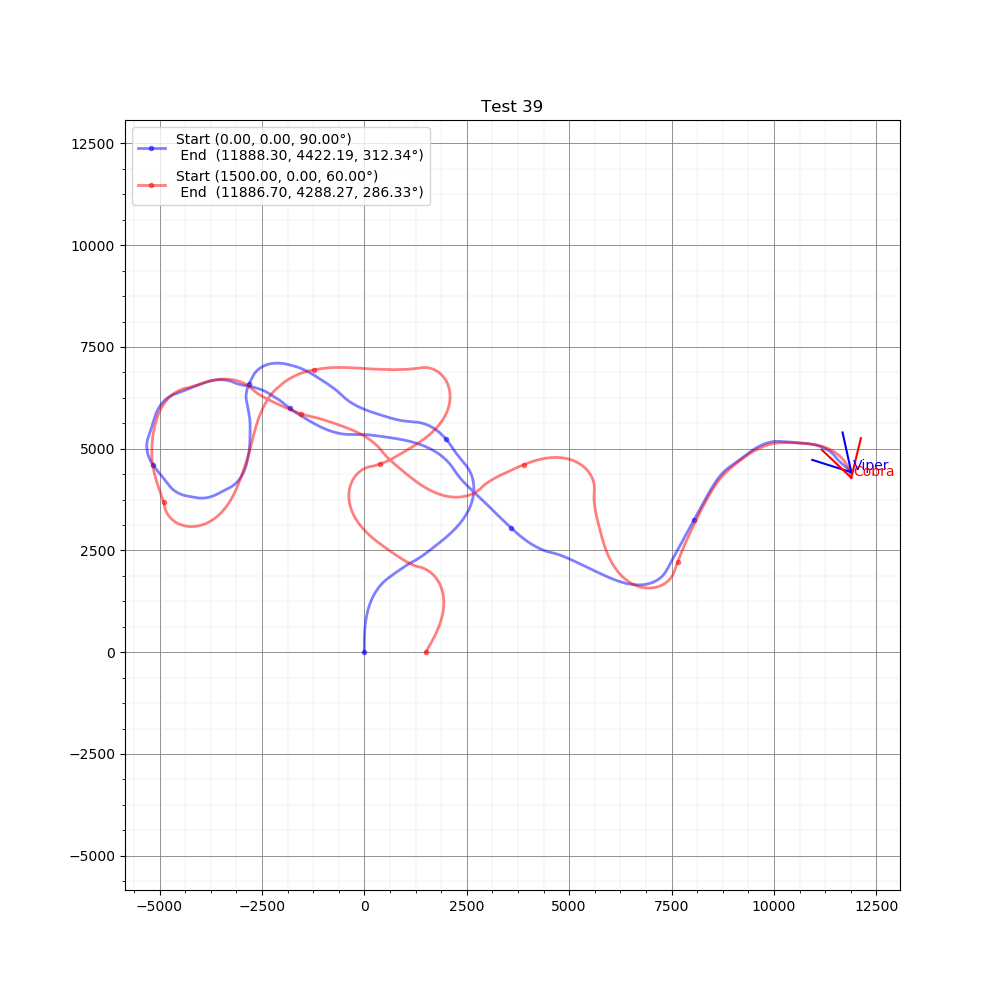 Test 39
Start (0.00, 0.00, 90.00°)
End  (11888.30, 4422.19, 312.34°)
Start (1500.00, 0.00, 60.00°)
End  (11886.70, 4288.27, 286.33°)
12500
10000
7500
5000
2500
0
−2500
−5000
Viper
Cobra
−5000 −2500 0 2500 5000 7500 10000 12500